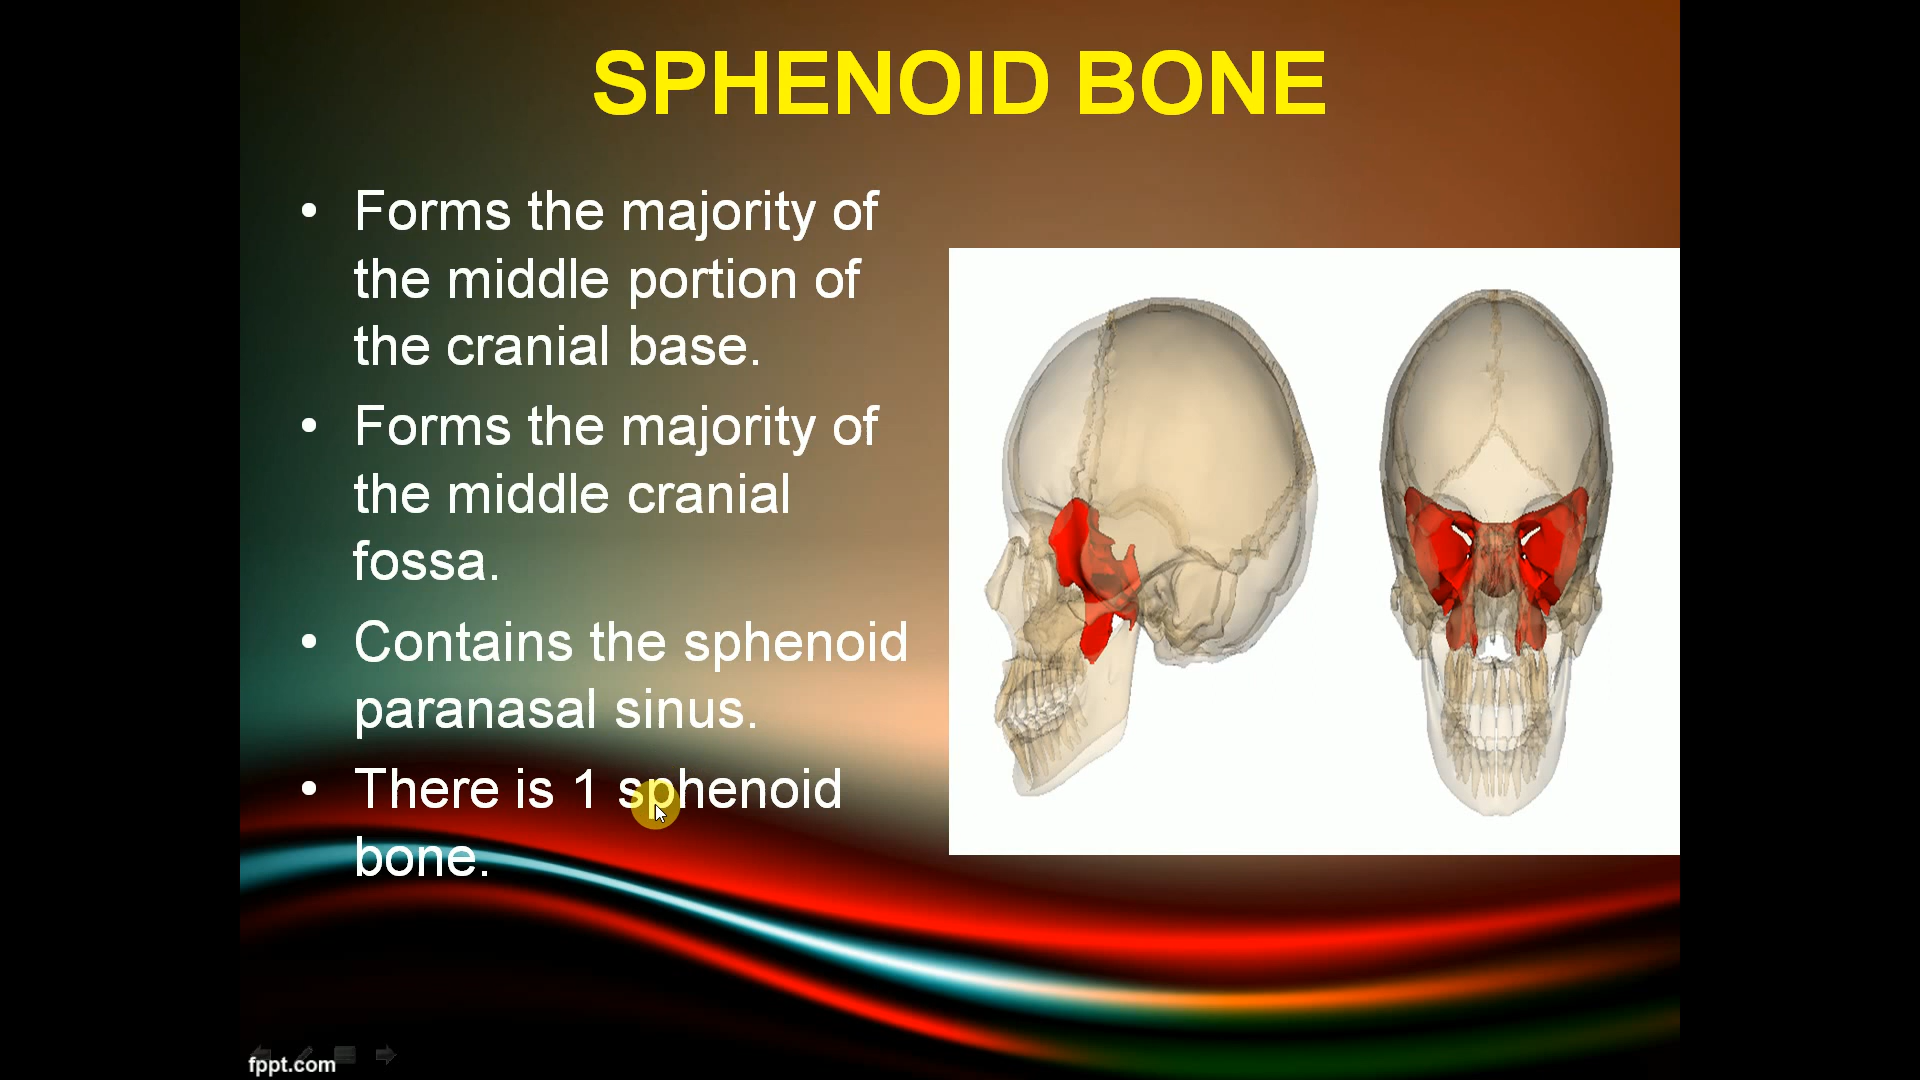 SPHENOID BONE
• Forms the majority of
the middle portion of
the cranial base.
• Forms the majority of
the middle cranial
fossa.
• Contains the sphenoid
paranasal sinus.
• There is 1 sphenoid
bone.
fppt.com